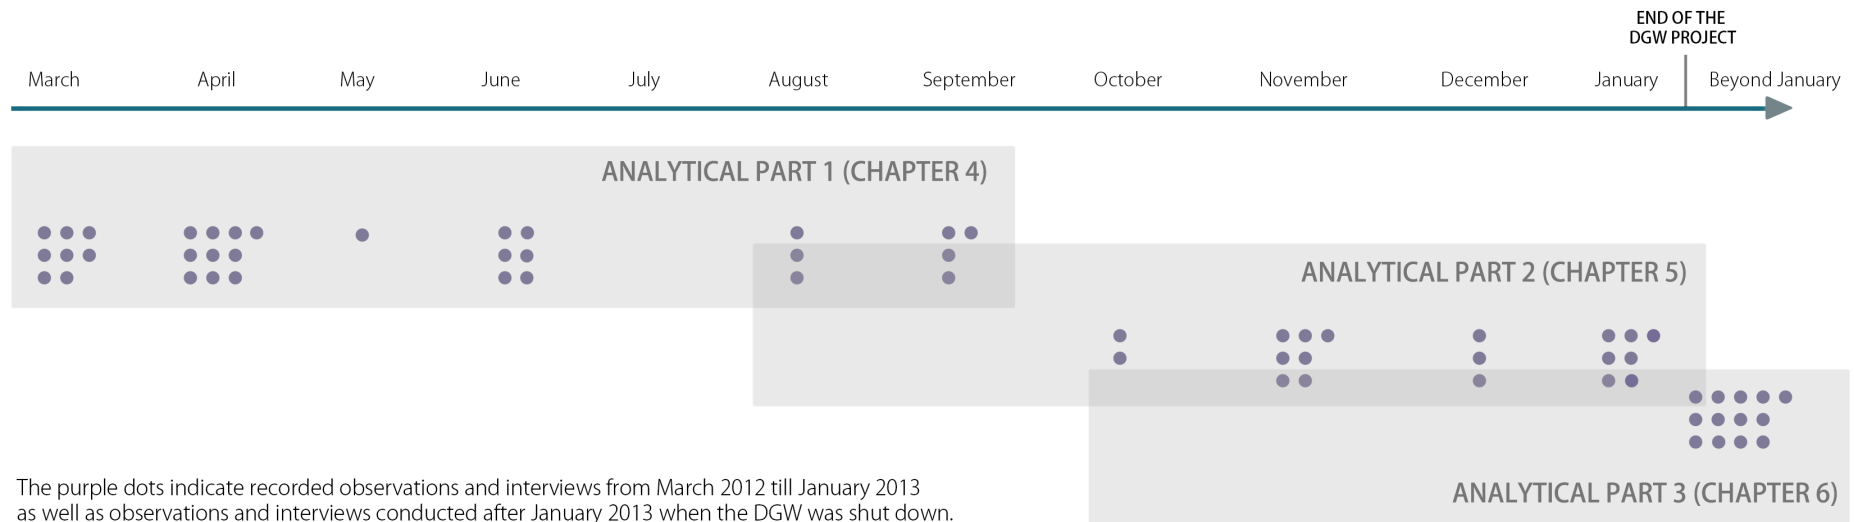 END OF THE
DGW PROJECT
March April May June July August September October November December January Beyond January
ANALYTICAL PART 1 (CHAPTER 4)
ANALYTICAL PART 2 (CHAPTER 5)
ANALYTICAL PART 3 (CHAPTER 6)
The purple dots indicate recorded observations and interviews from March 2012 till January 2013
as well as observations and interviews conducted after January 2013 when the DGW was shut down.